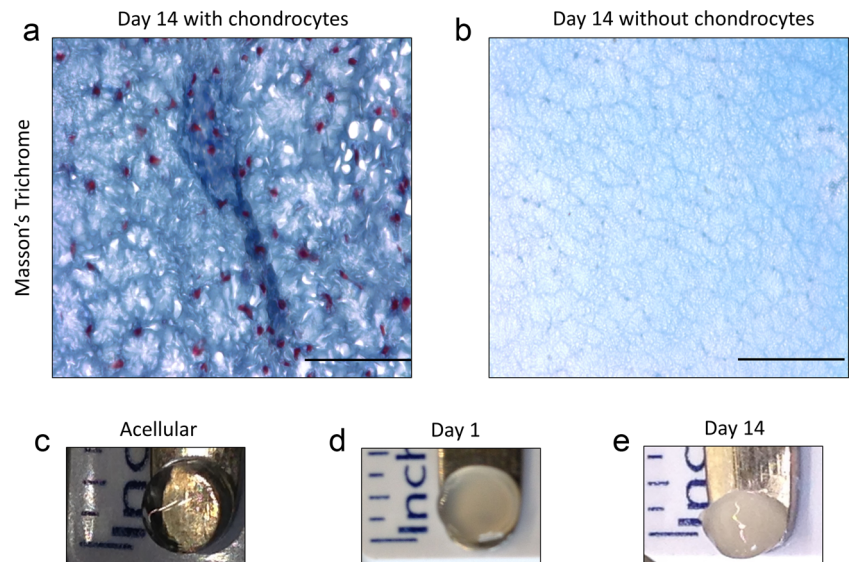 a
Day 14 with chondrocytes
b
Day 14 without chondrocytes
Masson's Trichrome
c
Acellular
Inc
d
Day 1
Inch
e
Day 14
Inc